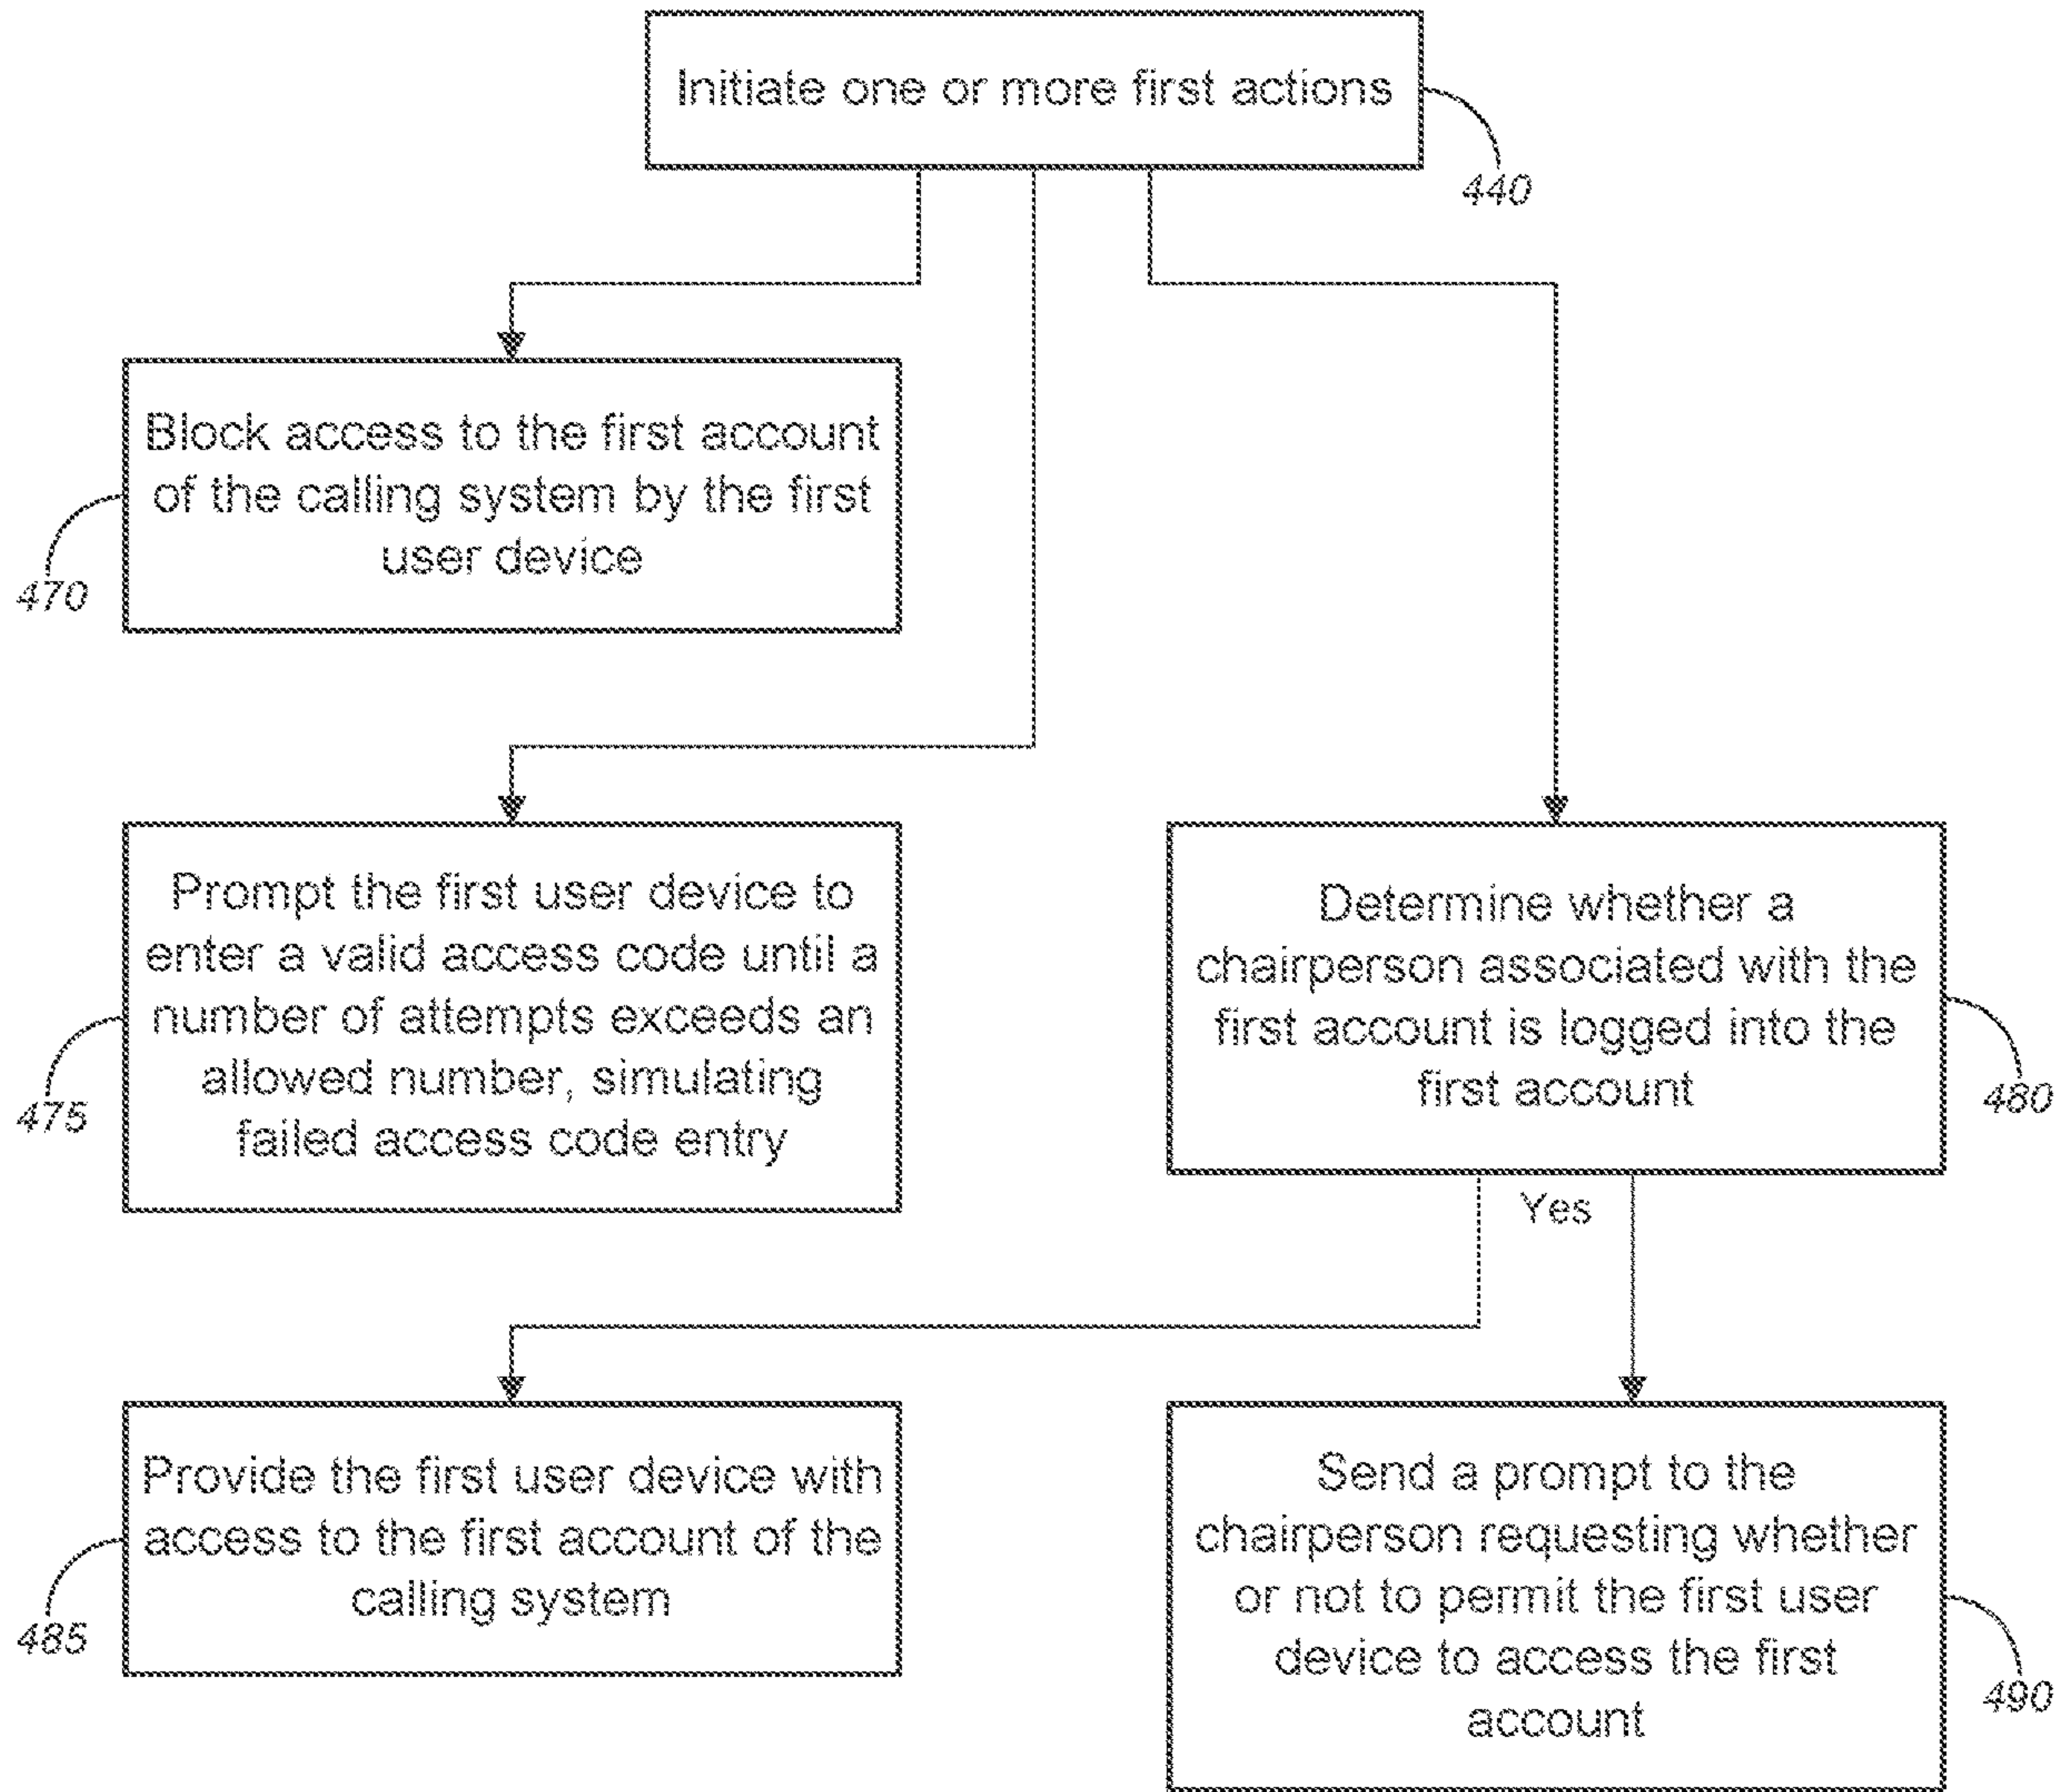 Initiate one or more first actions
440
Block access to the first account
of the calling system by the first
user device
470
Prompt the first user device to
enter a valid access code until a
number of attempts exceeds an
allowed number, simulating
failed access code entry
475
Determine whether a
chairperson associated with the
first account is logged into the
first account
480
Yes
Provide the first user device with
access to the first account of the
calling system
485
Send a prompt to the
chairperson requesting whether
or not to permit the first user
device to access the first
account
490